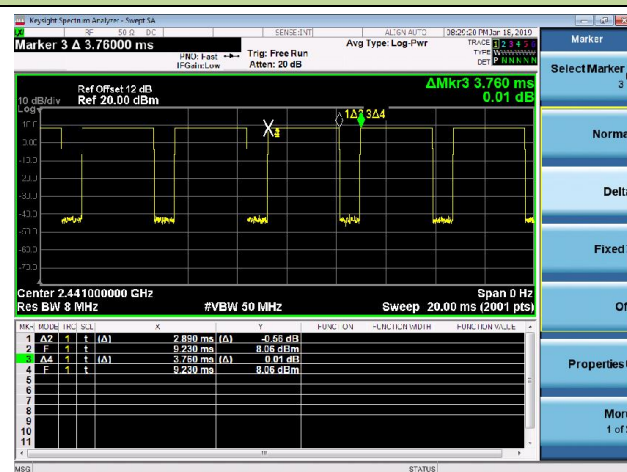 Keysight Spectrum Analyzer - Swept SA
RF 50 Ω DC SENSE:INT ALIGN AUTO 08:29:20 PM Jan 18, 2019
Marker 3 Δ 3.76000 ms
PNO: Fast
IFGain:Low
Trig: Free Run
Atten: 20 dB
Avg Type: Log-Pwr
TRACE 1 2 3 4 5 6
TYPE
DET P N N N N N
Marker
Select Marker
3
Ref Offset 12 dB
10 dB/div Ref 20.00 dBm
ΔMkr3 3.760 ms
0.01 dB
Log
1Δ2 3Δ4
X
Center 2.441000000 GHz
Span 0 Hz
Res BW 8 MHz
#VBW 50 MHz
Sweep 20.00 ms (2001 pts)
MKR MODE TRC SCL X Y FUNCTION FUNCTION WIDTH FUNCTION VALUE
1 Δ2 1 t (Δ) 2.890 ms (Δ) -0.56 dB
2 F 1 t 9.230 ms 8.06 dBm
3 Δ4 1 t (Δ) 3.760 ms (Δ) 0.01 dB
4 F 1 t 9.230 ms 8.06 dBm
5
6
7
8
9
10
11
Norma
Delt
Fixed
Of
Properties
Mor
1 of
MSG
STATUS